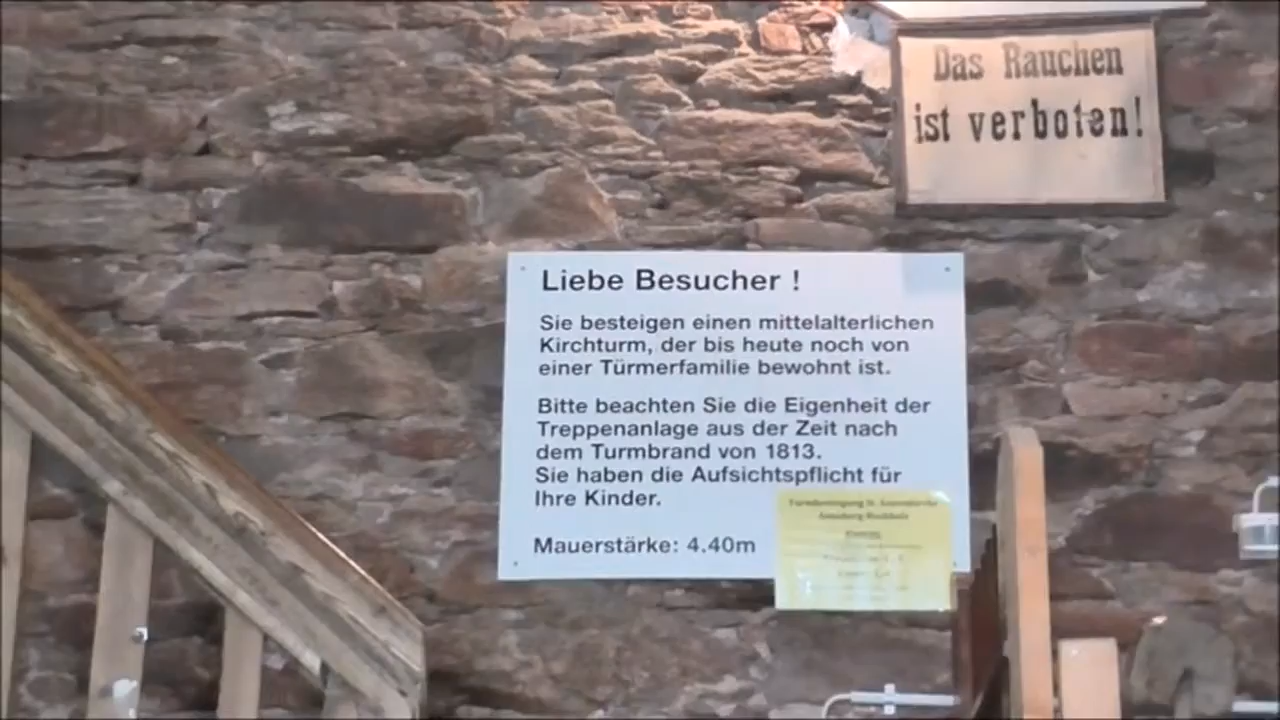 Das Rauchen
ist verboten!
Liebe Besucher !
Sie besteigen einen mittelalterlichen
Kirchturm, der bis heute noch von
einer Türmerfamilie bewohnt ist.
Bitte beachten Sie die Eigenheit der
Treppenanlage aus der Zeit nach
dem Turmbrand von 1813.
Sie haben die Aufsichtspflicht für
Ihre Kinder.
Mauerstärke: 4.40m